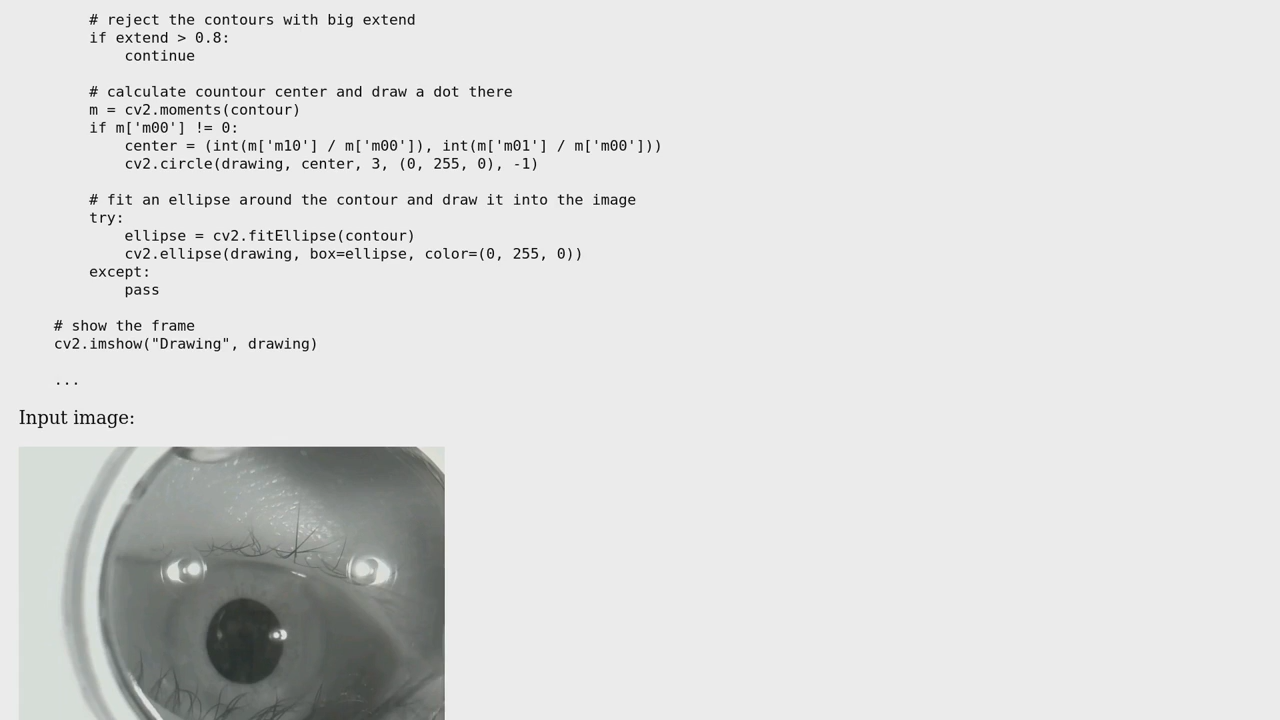 # reject the contours with big extend
if extend > 0.8:
continue
# calculate countour center and draw a dot there
m = cv2.moments(contour)
if m['m00'] != 0:
center = (int(m['m10'] / m['m00']), int(m['m01'] / m['m00']))
cv2.circle(drawing, center, 3, (0, 255, 0), -1)
# fit an ellipse around the contour and draw it into the image
try:
ellipse = cv2.fitEllipse(contour)
cv2.ellipse(drawing, box=ellipse, color=(0, 255, 0))
except:
pass
# show the frame
cv2.imshow("Drawing", drawing)
...
Input image: